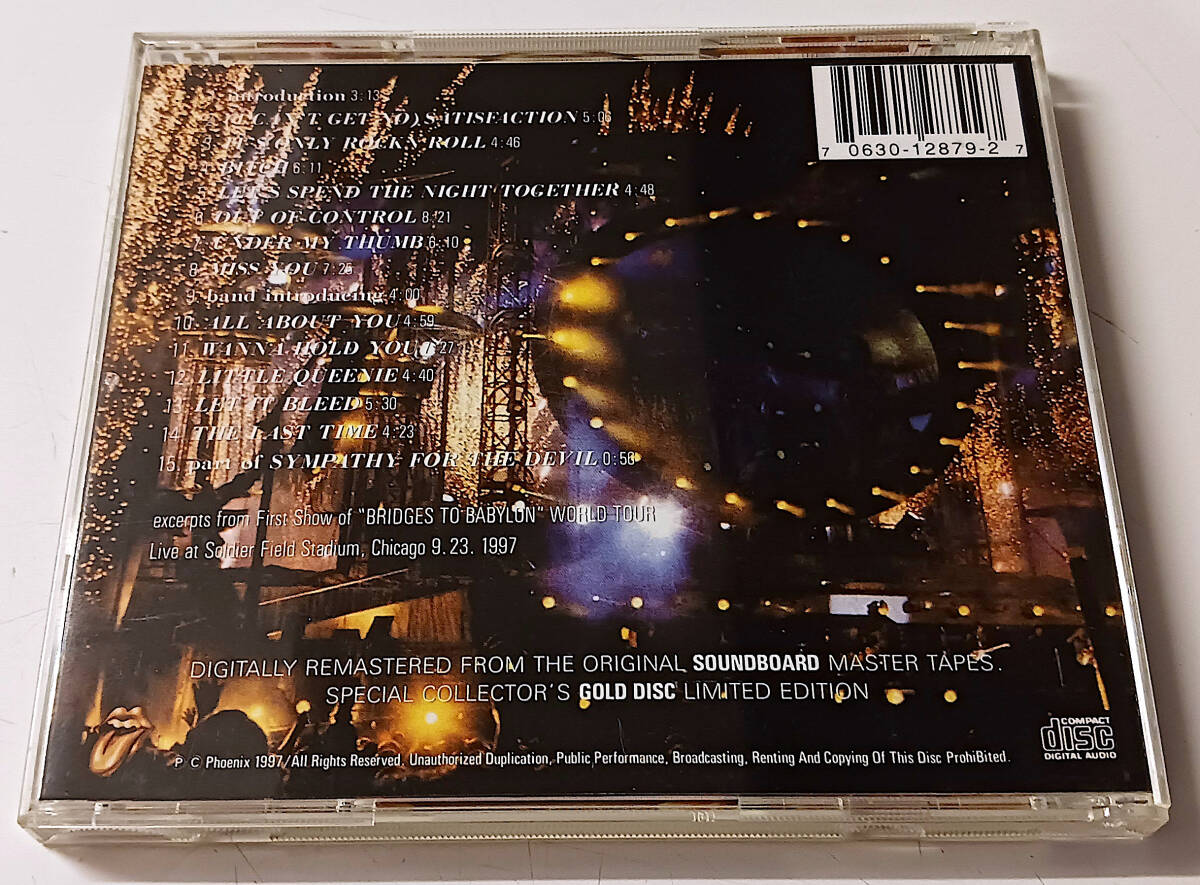 introduction 3:13
(I CAN'T GET NO) SATISFACTION 5:06
3. IT'S ONLY ROCKN ROLL 4:46
4. BITCH 6:11
5. LET'S SPEND THE NIGHT TOGETHER 4:48
6. OUT OF CONTROL 8:21
7. UNDER MY THUMB 6:10
8. MISS YOU 7:25
9. band introducing 4:00
10. ALL ABOUT YOU 4:59
11. WANNA HOLD YOU :27
12. LITTLE QUEENIE 4:40
13. LET IT BLEED 5:30
14. THE LAST TIME 4:23
15. part of SYMPATHY FOR THE DEVIL 0:56
excerpts from First Show of "BRIDGES TO BABYLON" WORLD TOUR
Live at Soldier Field Stadium, Chicago 9.23.1997
DIGITALLY REMASTERED FROM THE ORIGINAL SOUNDBOARD MASTER TAPES.
SPECIAL COLLECTOR'S GOLD DISC LIMITED EDITION
P C Phoenix 1997/All Rights Reserved. Unauthorized Duplication, Public Performance, Broadcasting, Renting And Copying Of This Disc ProhiBited.
7 0630-12879-2 7
COMPACT
disc
DIGITAL AUDIO